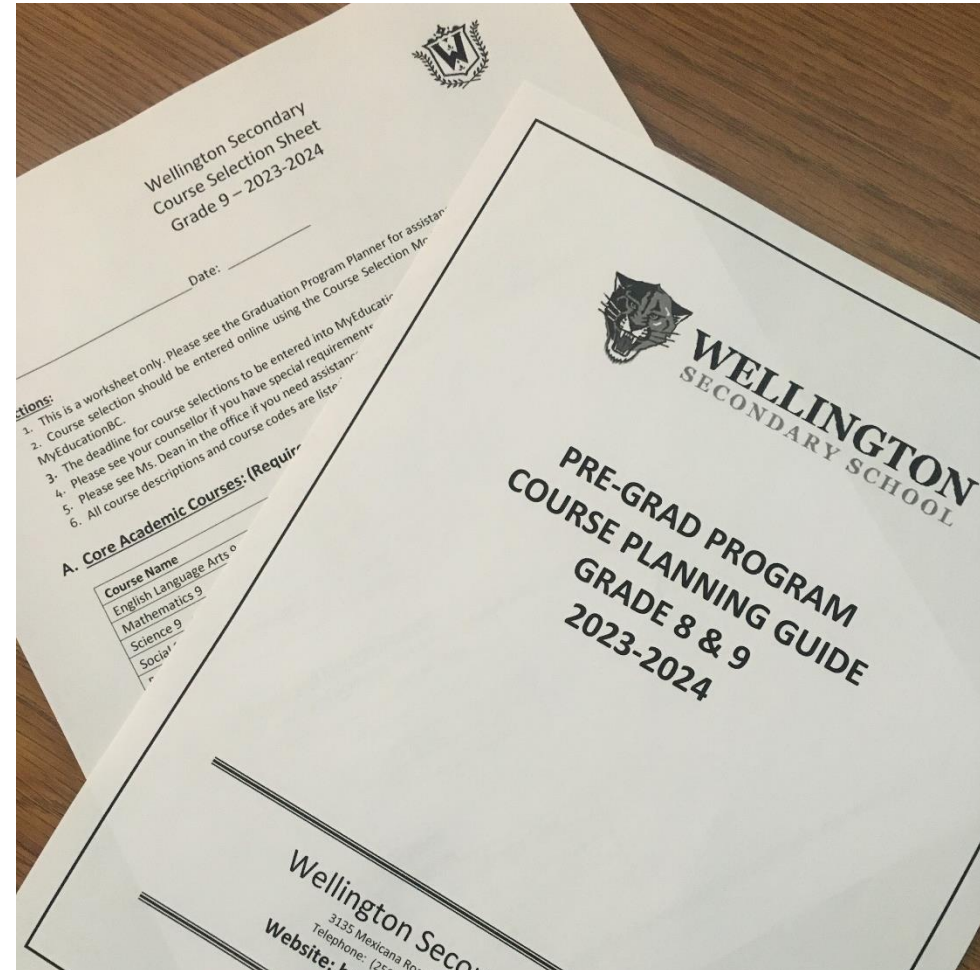 W
Wellington Secondary
Course Selection Sheet
Grade 9 – 2023-2024
Date:
1. This is a worksheet only. Please see the Graduation Program Planner for
2. Course selection should be entered online using the Course Selection
MyEducationBC.
3. The deadline for course selections to be entered into
4. Please see your counsellor if you have special
5. Please see Ms. Dean in the office if you need
6. All course descriptions and course codes are
A. Core Academic Courses:
Course Name
English Language Arts 9
Mathematics 9
Science 9
Social
WELLINGTON
SECONDARY SCHOOL
PRE-GRAD PROGRAM
COURSE PLANNING GUIDE
GRADE 8 & 9
2023-2024
Wellington
3135 Mexicana
Telephone:
Website: